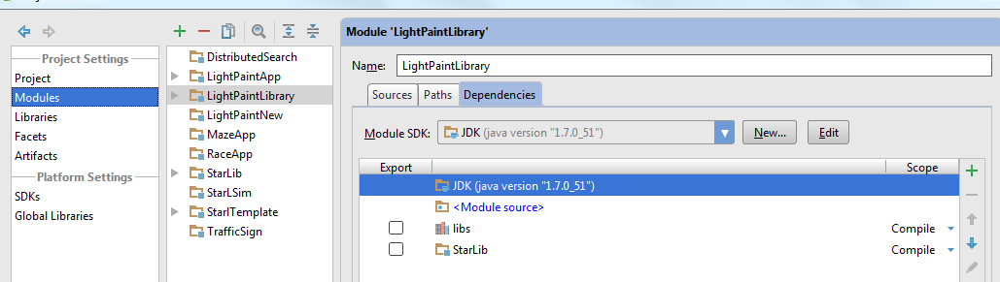 Project Settings
Project
Modules
Libraries
Facets
Artifacts
Platform Settings
SDKs
Global Libraries
DistributedSearch
LightPaintApp
LightPaintLibrary
LightPaintNew
MazeApp
RaceApp
StarLib
StarLSim
StarlTemplate
TrafficSign
Module 'LightPaintLibrary'
Name: LightPaintLibrary
Sources Paths Dependencies
Module SDK: JDK (java version "1.7.0_51") New... Edit
Export Scope
JDK (java version "1.7.0_51")
<Module source>
libs Compile
StarLib Compile